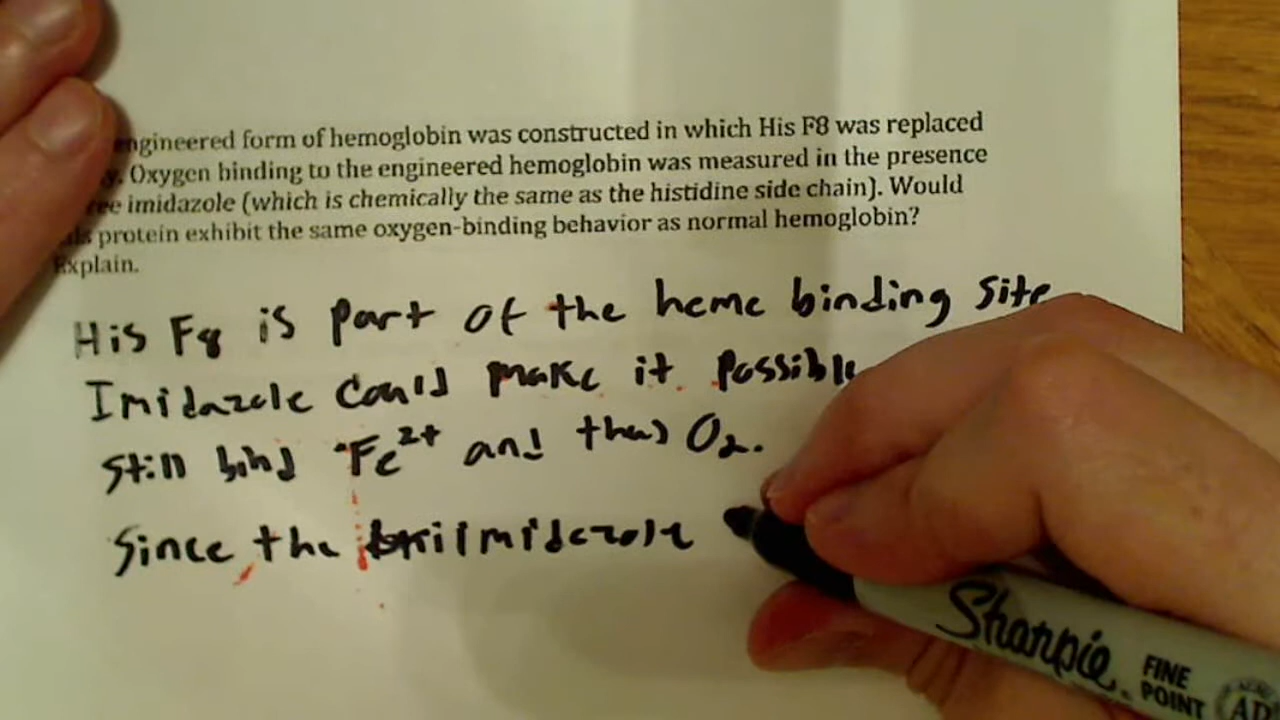 engineered form of hemoglobin was constructed in which His F8 was replaced
Oxygen binding to the engineered hemoglobin was measured in the presence
imidazole (which is chemically the same as the histidine side chain). Would
protein exhibit the same oxygen-binding behavior as normal hemoglobin?
Explain.
His F8 is part of the heme binding site
Imidazole could make it possible
still bind Fe2+ and thus O2.
Since the imidazole
Sharpie
FINE
POINT